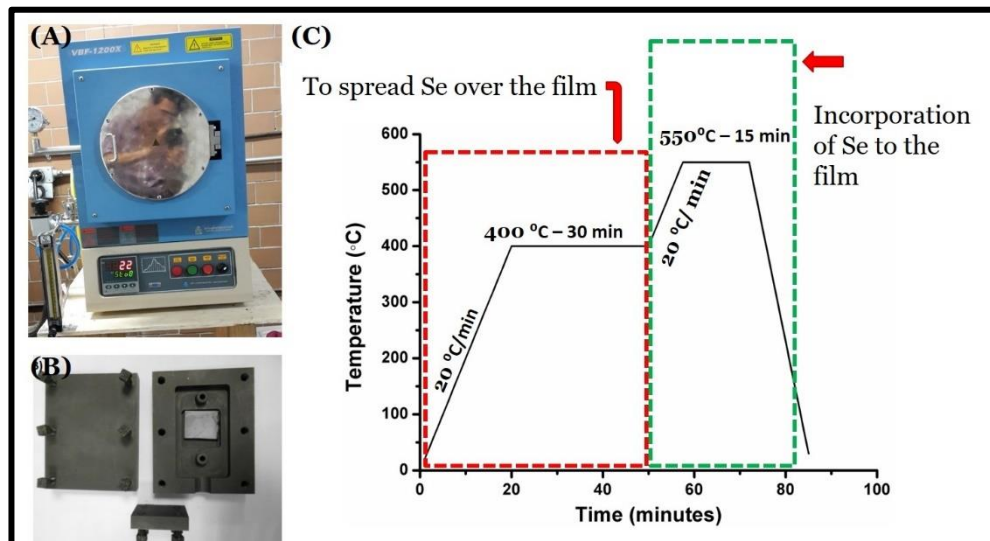 (A)
VBF-1200X
22
(B)
(C)
To spread Se over the film
Incorporation
of Se to the
film
550°C – 15 min
20 °C/ min
400 °C – 30 min
20 °C/min
Temperature (°C)
600
500
400
300
200
100
0
0 20 40 60 80 100
Time (minutes)